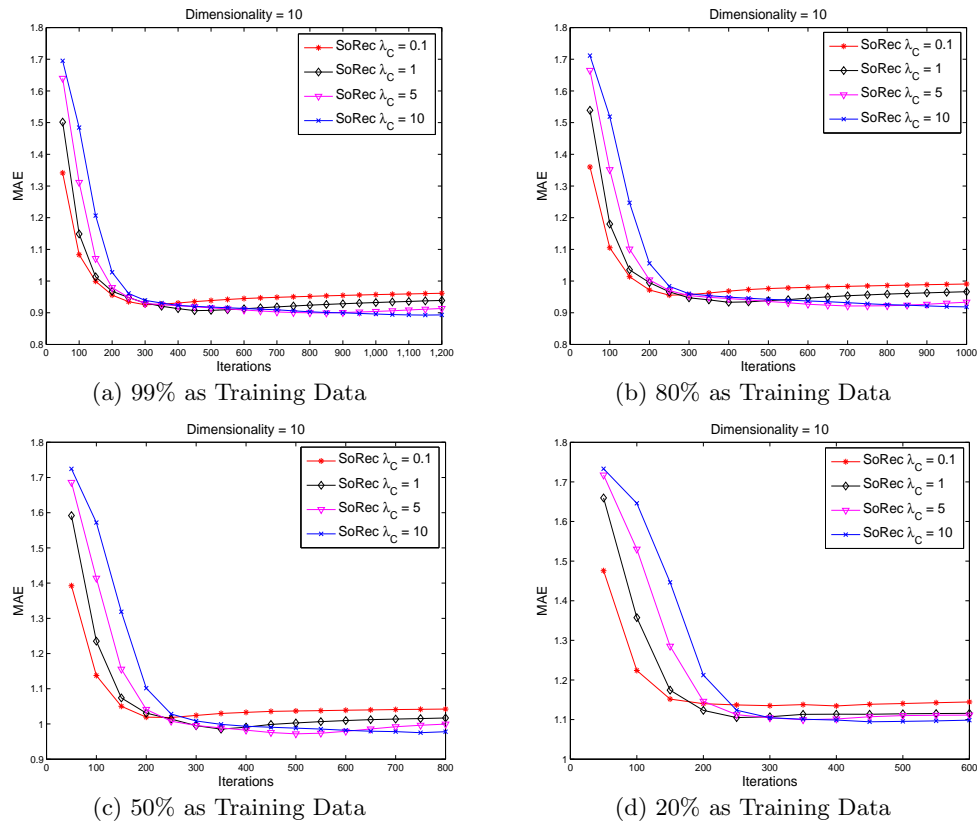 Dimensionality = 10
1.8
1.7
1.6
1.5
1.4
1.3
1.2
1.1
1
0.9
0.8
MAE
SoRec λC = 0.1
SoRec λC = 1
SoRec λC = 5
SoRec λC = 10
0 100 200 300 400 500 600 700 800 900 1,000 1,100 1,200
Iterations
(a) 99% as Training Data
Dimensionality = 10
1.8
1.7
1.6
1.5
1.4
1.3
1.2
1.1
1
0.9
0.8
MAE
SoRec λC = 0.1
SoRec λC = 1
SoRec λC = 5
SoRec λC = 10
0 100 200 300 400 500 600 700 800 900 1000
Iterations
(b) 80% as Training Data
Dimensionality = 10
1.8
1.7
1.6
1.5
1.4
1.3
1.2
1.1
1
0.9
MAE
SoRec λC = 0.1
SoRec λC = 1
SoRec λC = 5
SoRec λC = 10
0 100 200 300 400 500 600 700 800
Iterations
(c) 50% as Training Data
Dimensionality = 10
1.8
1.7
1.6
1.5
1.4
1.3
1.2
1.1
1
MAE
SoRec λC = 0.1
SoRec λC = 1
SoRec λC = 5
SoRec λC = 10
0 100 200 300 400 500 600
Iterations
(d) 20% as Training Data